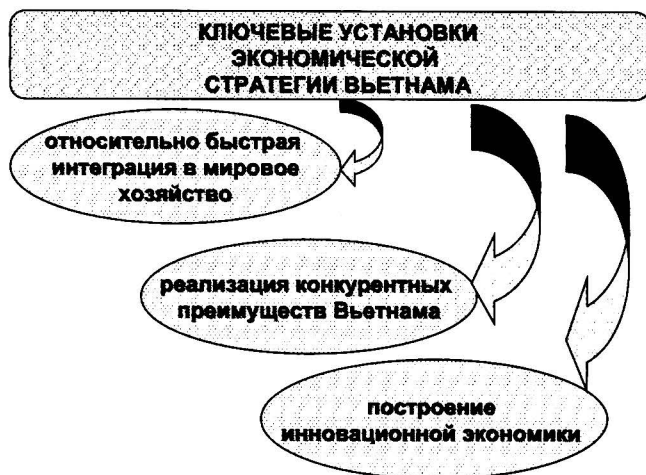 КЛЮЧЕВЫЕ УСТАНОВКИ
ЭКОНОМИЧЕСКОЙ
СТРАТЕГИИ ВЬЕТНАМА
относительно быстрая
интеграция в мировое
хозяйство
реализация конкурентных
преимуществ Вьетнама
построение
инновационной экономики